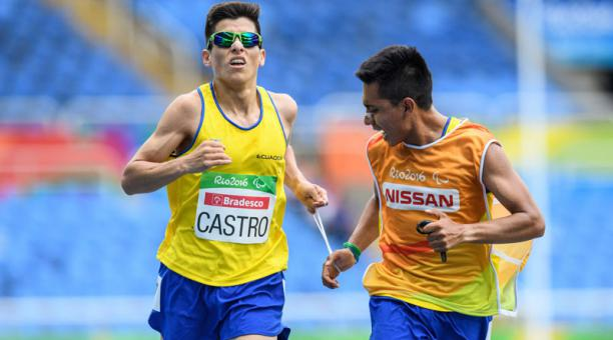 ECUADOR
Rio2016
Bradesco
CASTRO
Rio2016
NISSAN